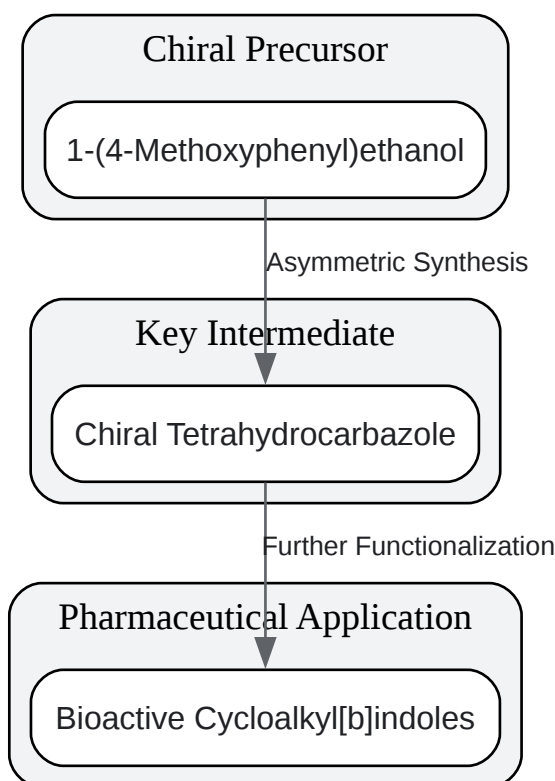 Chiral Precursor
1-(4-Methoxyphenyl)ethanol
Asymmetric Synthesis
Key Intermediate
Chiral Tetrahydrocarbazole
Further Functionalization
Pharmaceutical Application
Bioactive Cycloalkyl[b]indoles